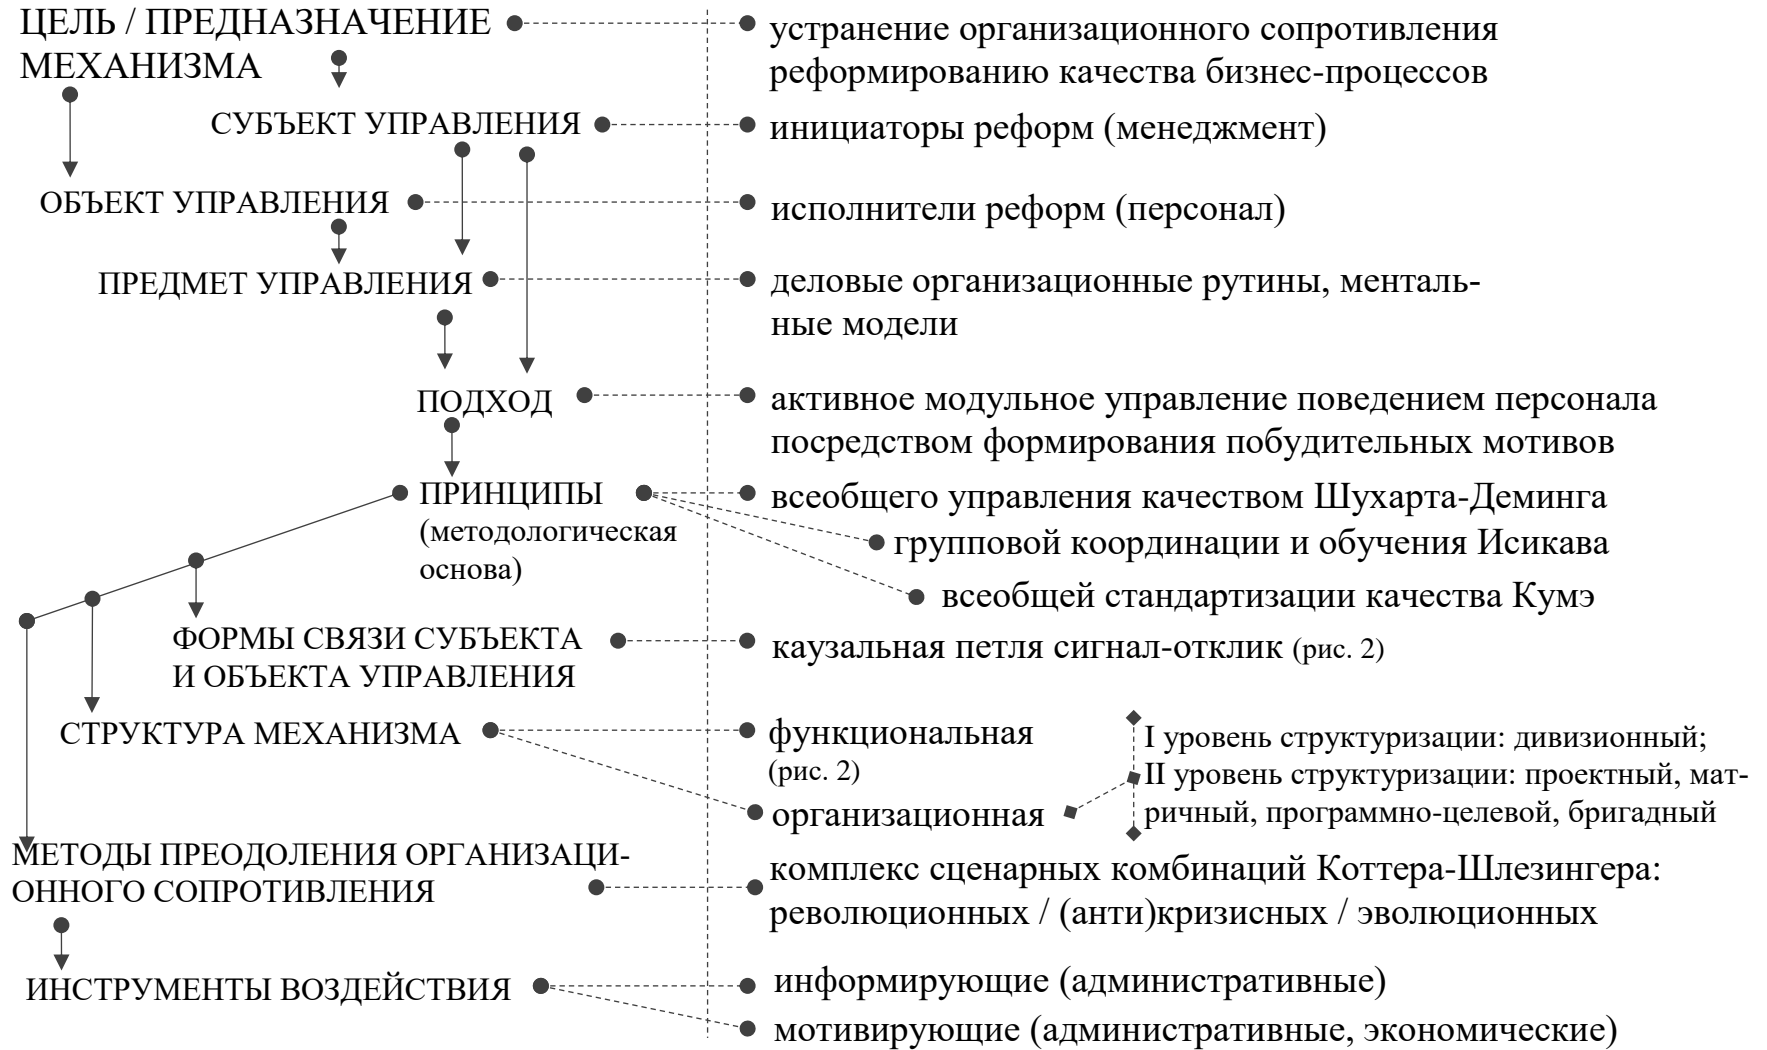 ЦЕЛЬ / ПРЕДНАЗНАЧЕНИЕ
МЕХАНИЗМА
устранение организационного сопротивления
реформированию качества бизнес-процессов
СУБЪЕКТ УПРАВЛЕНИЯ
инициаторы реформ (менеджмент)
ОБЪЕКТ УПРАВЛЕНИЯ
исполнители реформ (персонал)
ПРЕДМЕТ УПРАВЛЕНИЯ
деловые организационные рутины, менталь-
ные модели
ПОДХОД
активное модульное управление поведением персонала
посредством формирования побудительных мотивов
ПРИНЦИПЫ
(методологическая
основа)
всеобщего управления качеством Шухарта-Деминга
групповой координации и обучения Исикава
всеобщей стандартизации качества Кумэ
ФОРМЫ СВЯЗИ СУБЪЕКТА
И ОБЪЕКТА УПРАВЛЕНИЯ
каузальная петля сигнал-отклик (рис. 2)
СТРУКТУРА МЕХАНИЗМА
функциональная
(рис. 2)
организационная
I уровень структуризации: дивизионный;
II уровень структуризации: проектный, мат-
ричный, программно-целевой, бригадный
МЕТОДЫ ПРЕОДОЛЕНИЯ ОРГАНИЗАЦИ-
ОННОГО СОПРОТИВЛЕНИЯ
комплекс сценарных комбинаций Коттера-Шлезингера:
революционных / (анти)кризисных / эволюционных
ИНСТРУМЕНТЫ ВОЗДЕЙСТВИЯ
информирующие (административные)
мотивирующие (административные, экономические)